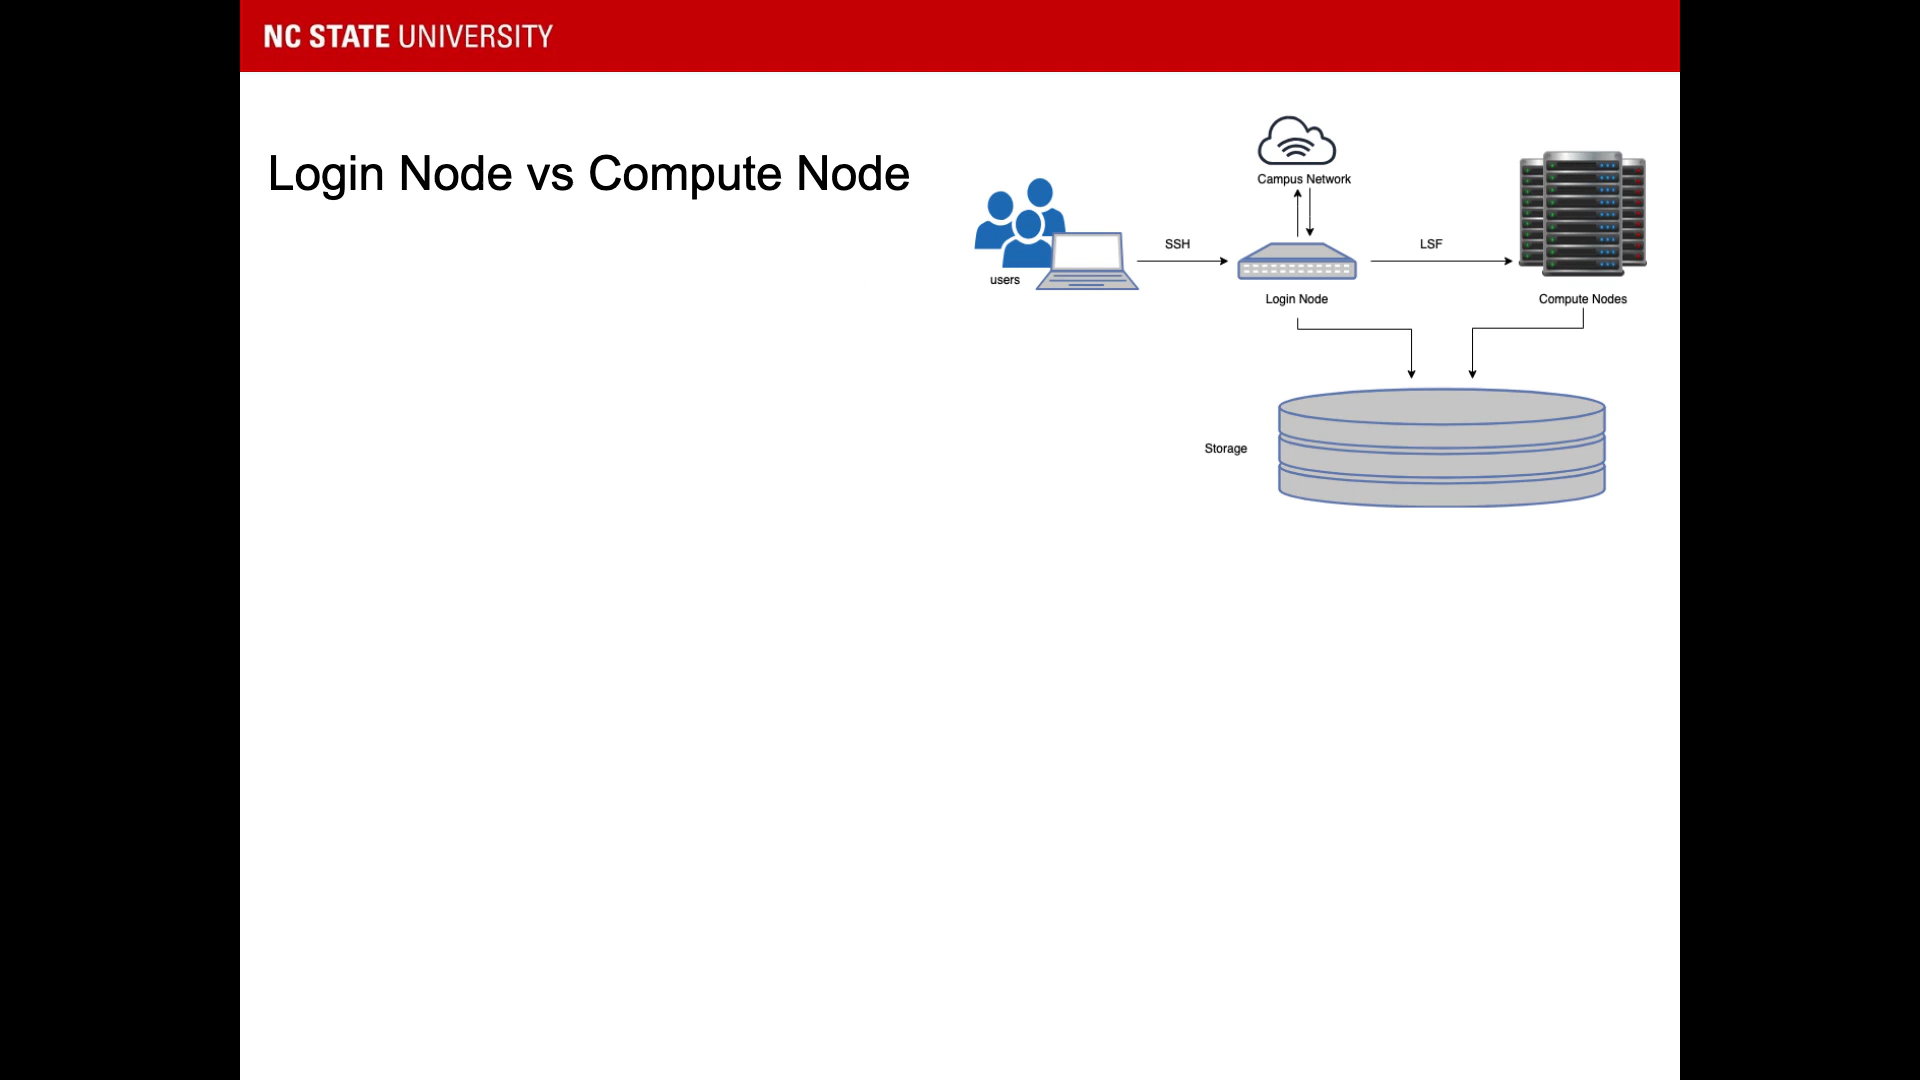 NC STATE UNIVERSITY
Login Node vs Compute Node
Campus Network
SSH
LSF
users
Login Node
Compute Nodes
Storage